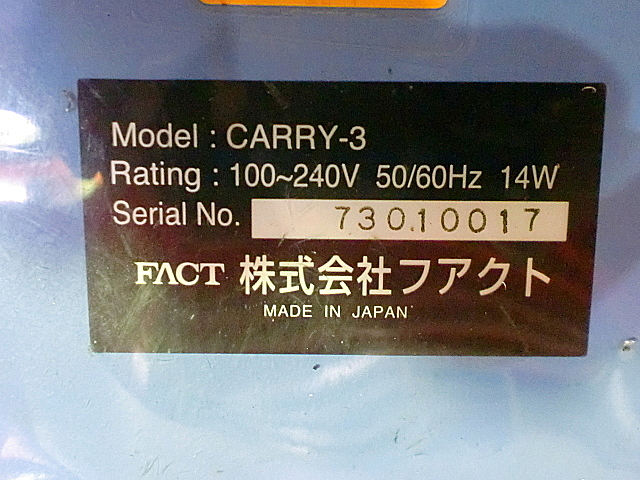 Model : CARRY-3
Rating : 100~240V 50/60Hz 14W
Serial No. 73010017
FACT 株式会社フアクト
MADE IN JAPAN